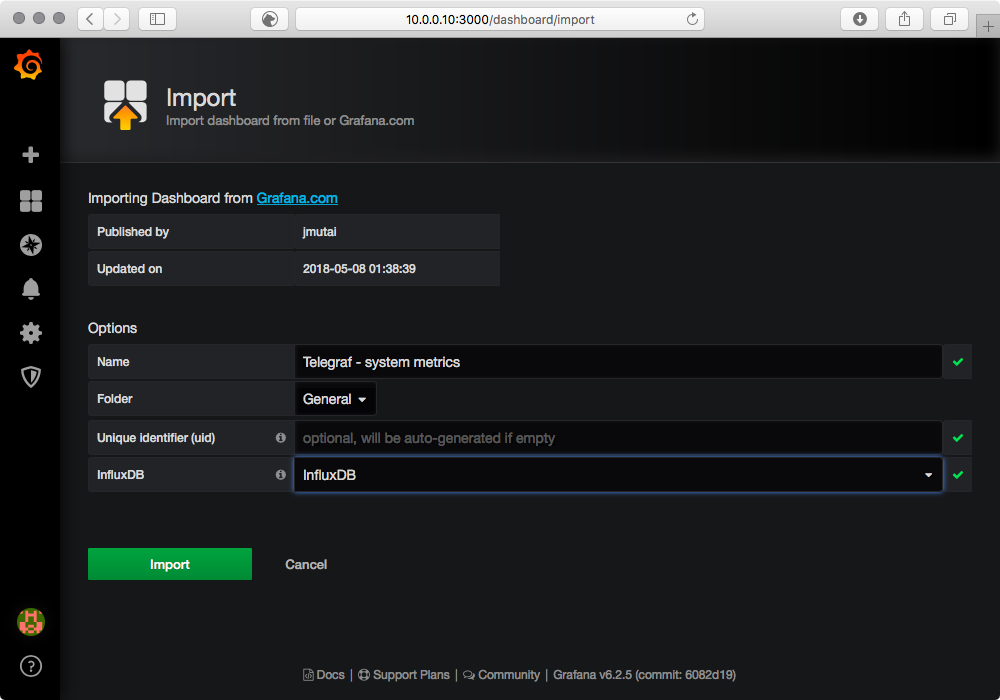 10.0.0.10:3000/dashboard/import
Import
Import dashboard from file or Grafana.com
Importing Dashboard from Grafana.com
Published by jmutai
Updated on 2018-05-08 01:38:39
Options
Name Telegraf - system metrics
Folder General
Unique identifier (uid) optional, will be auto-generated if empty
InfluxDB InfluxDB
Import Cancel
Docs | Support Plans | Community | Grafana v6.2.5 (commit: 6082d19)